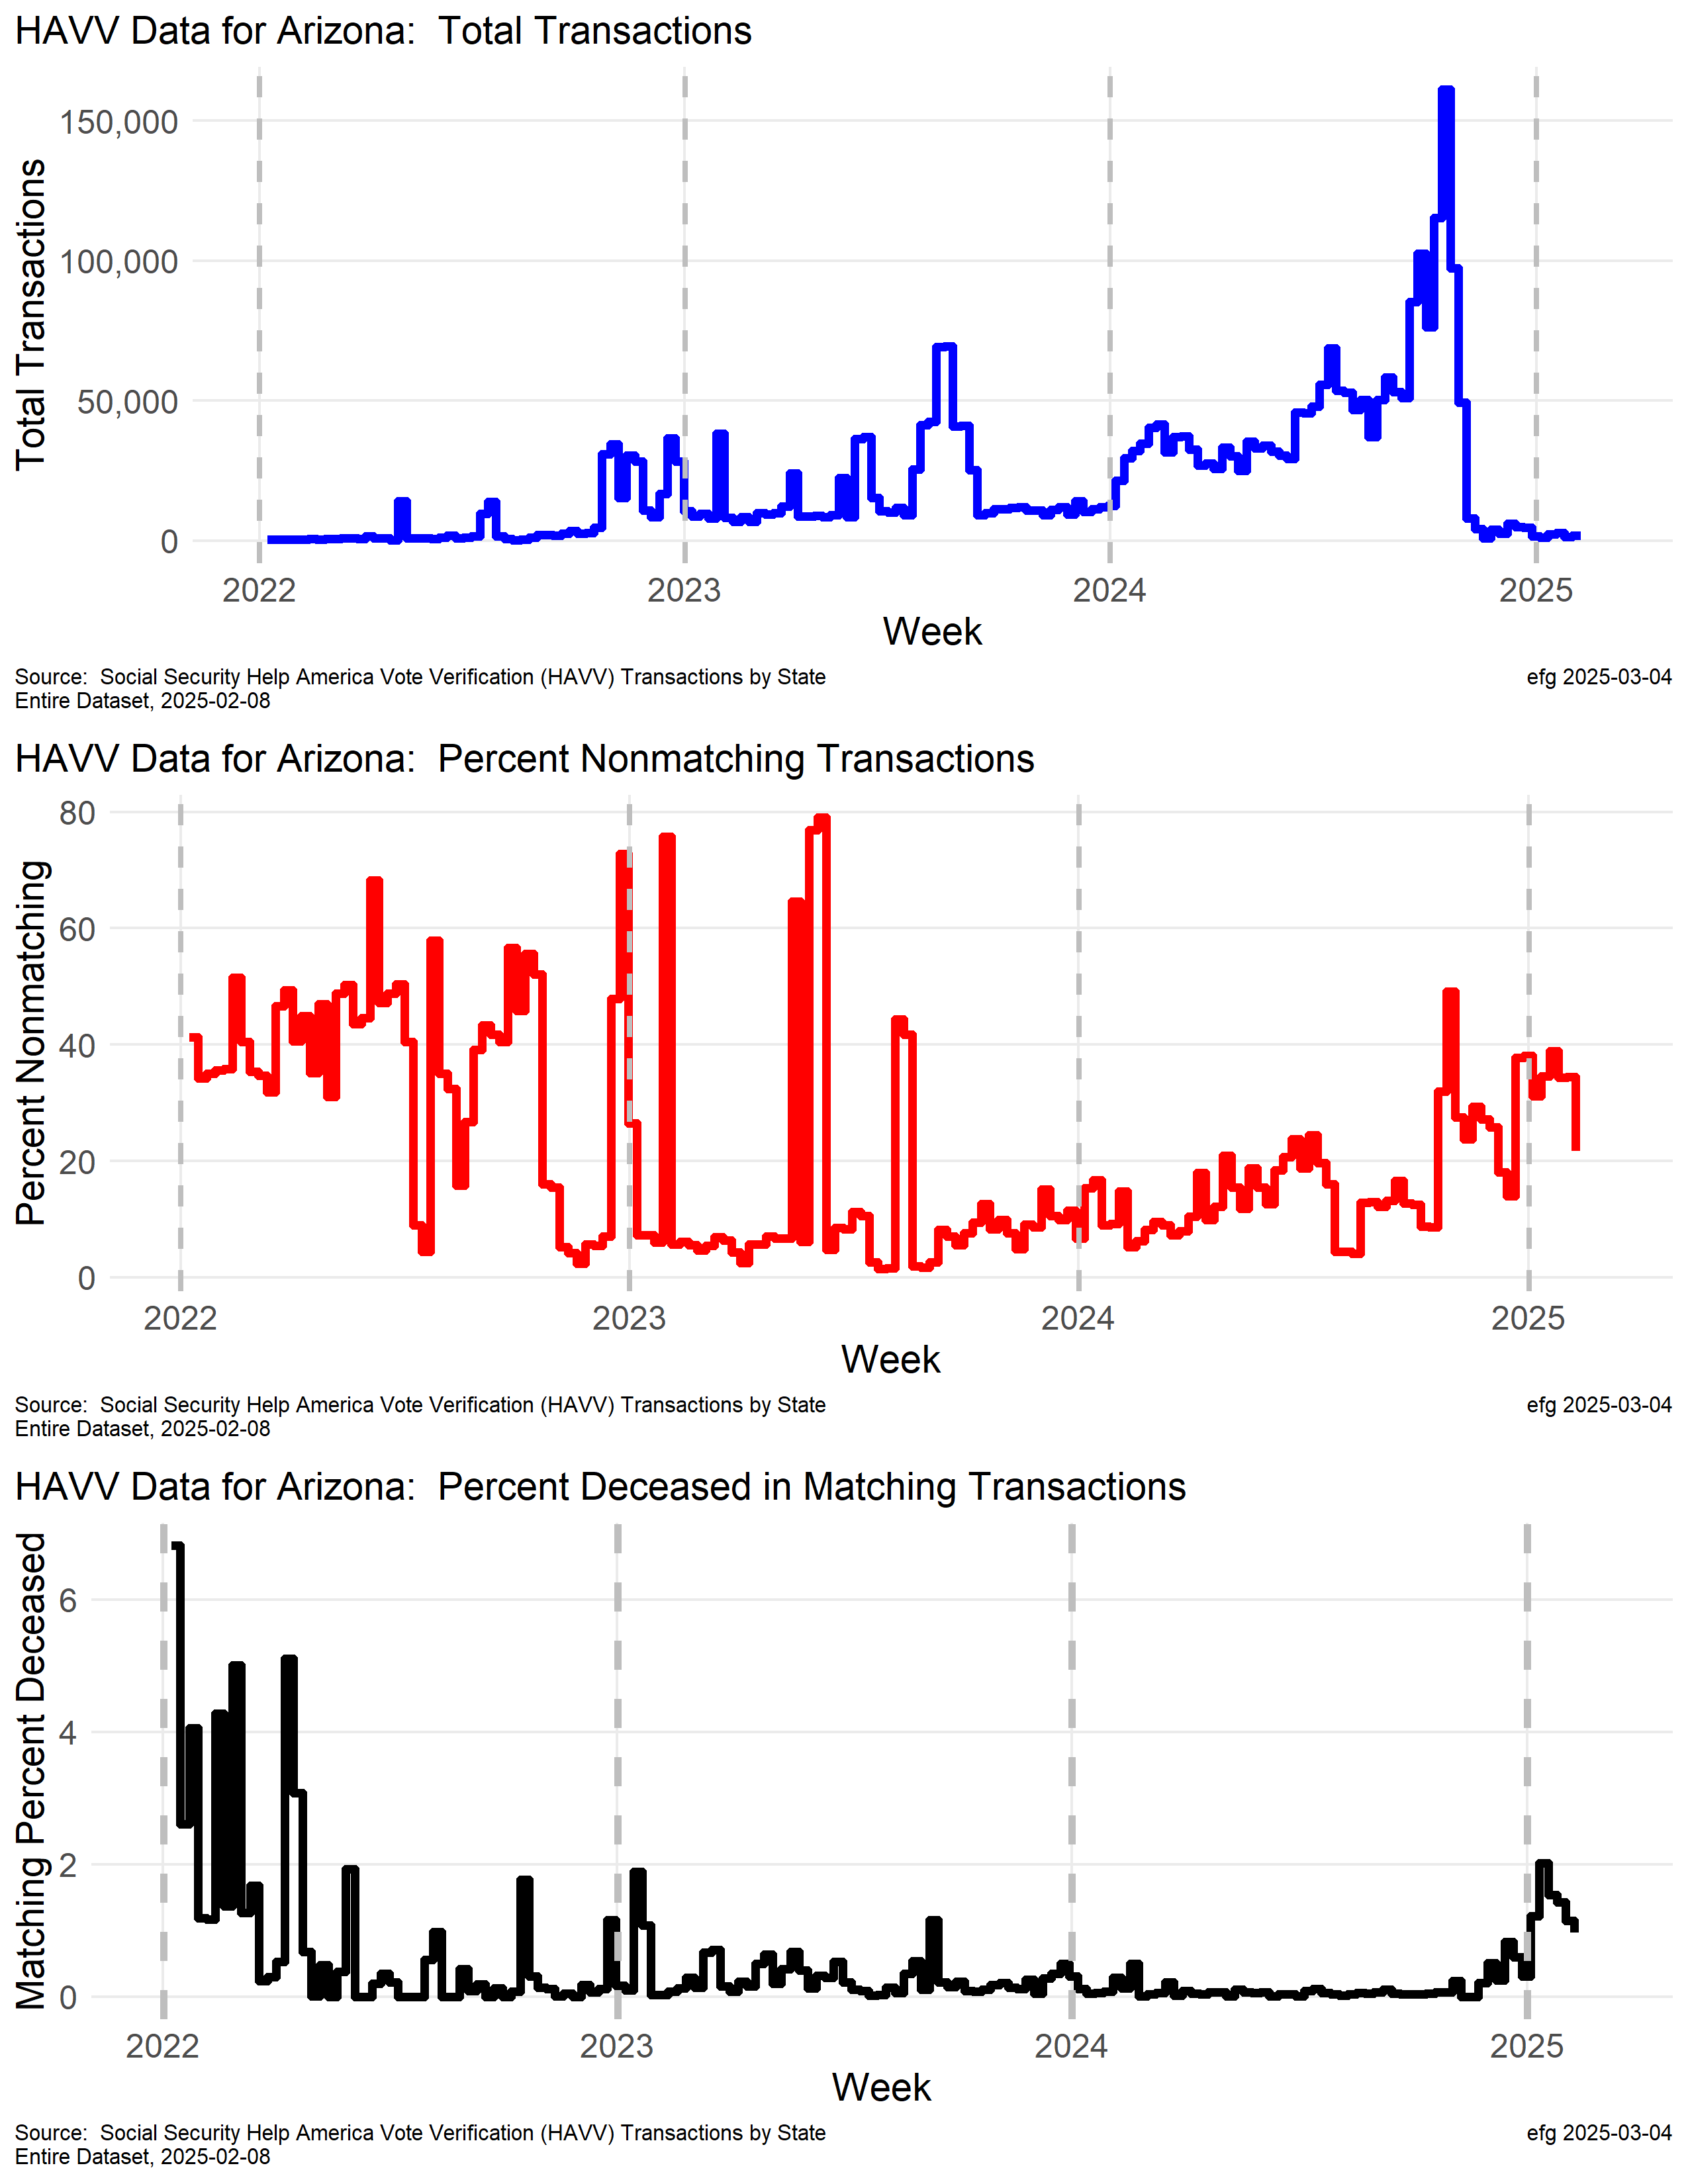 HAVV Data for Arizona:  Total Transactions
Total Transactions
150,000
100,000
50,000
0
2022 2023 2024 2025
Week
Source:  Social Security Help America Vote Verification (HAVV) Transactions by State efg 2025-03-04
Entire Dataset, 2025-02-08
HAVV Data for Arizona:  Percent Nonmatching Transactions
Percent Nonmatching
80
60
40
20
0
2022 2023 2024 2025
Week
Source:  Social Security Help America Vote Verification (HAVV) Transactions by State efg 2025-03-04
Entire Dataset, 2025-02-08
HAVV Data for Arizona:  Percent Deceased in Matching Transactions
Matching Percent Deceased
6
4
2
0
2022 2023 2024 2025
Week
Source:  Social Security Help America Vote Verification (HAVV) Transactions by State efg 2025-03-04
Entire Dataset, 2025-02-08